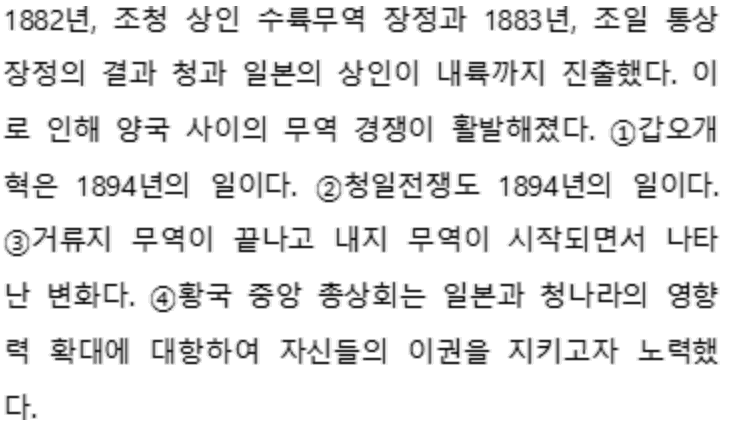 1882년, 조청 상인 수륙무역 장정과 1883년, 조일 통상
장정의 결과 청과 일본의 상인이 내륙까지 진출했다. 이
로 인해 양국 사이의 무역 경쟁이 활발해졌다. ①갑오개
혁은 1894년의 일이다. ②청일전쟁도 1894년의 일이다.
③거류지 무역이 끝나고 내지 무역이 시작되면서 나타
난 변화다. ④황국 중앙 총상회는 일본과 청나라의 영향
력 확대에 대항하여 자신들의 이권을 지키고자 노력했
다.